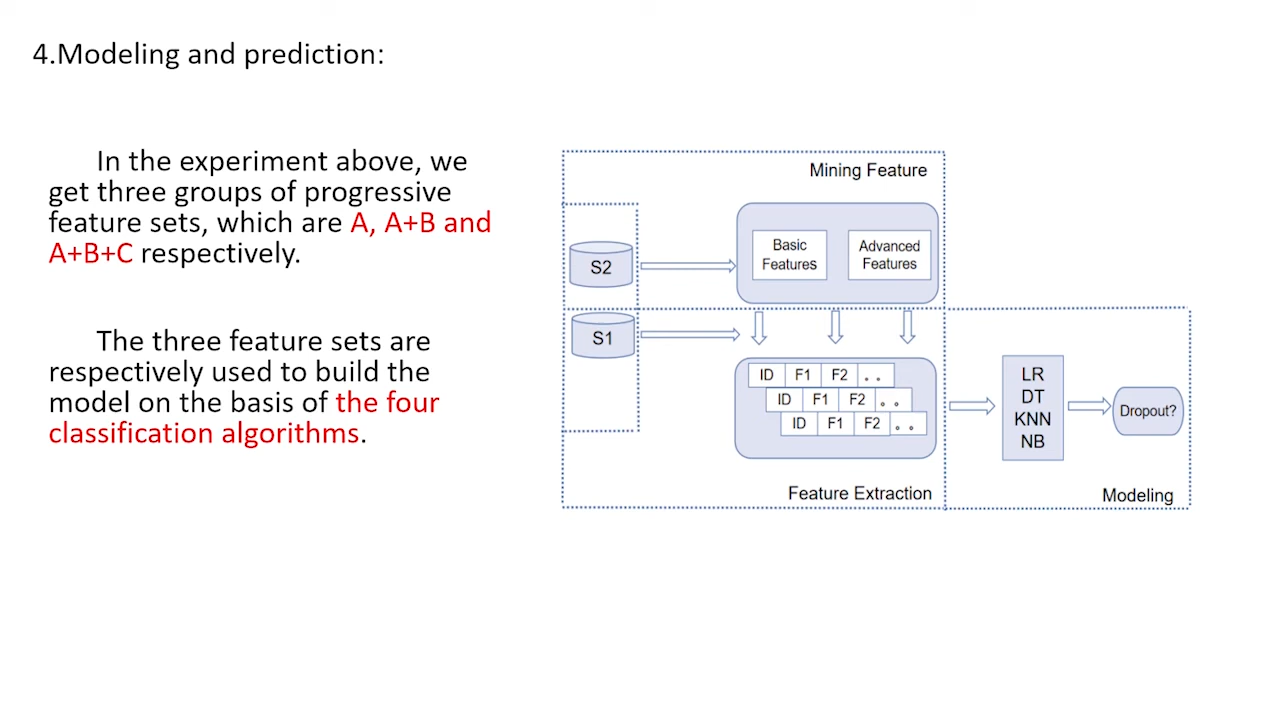 4.Modeling and prediction:
In the experiment above, we
get three groups of progressive
feature sets, which are A, A+B and
A+B+C respectively.
The three feature sets are
respectively used to build the
model on the basis of the four
classification algorithms.
Mining Feature
Basic
Features
Advanced
Features
S2
S1
ID F1 F2 . .
ID F1 F2 。。
ID F1 F2 。。
Feature Extraction
LR
DT
KNN
NB
Dropout?
Modeling